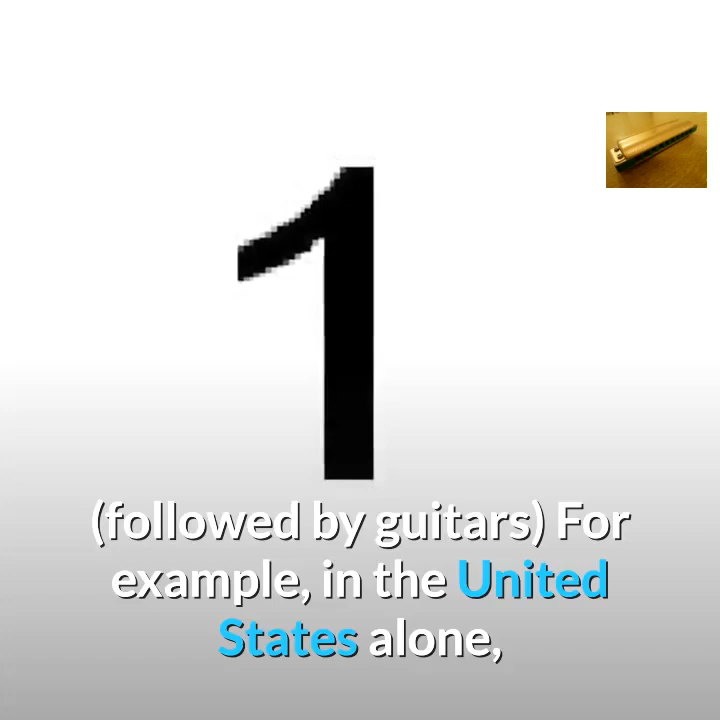 1
(followed by guitars) For
example, in the United
States alone,